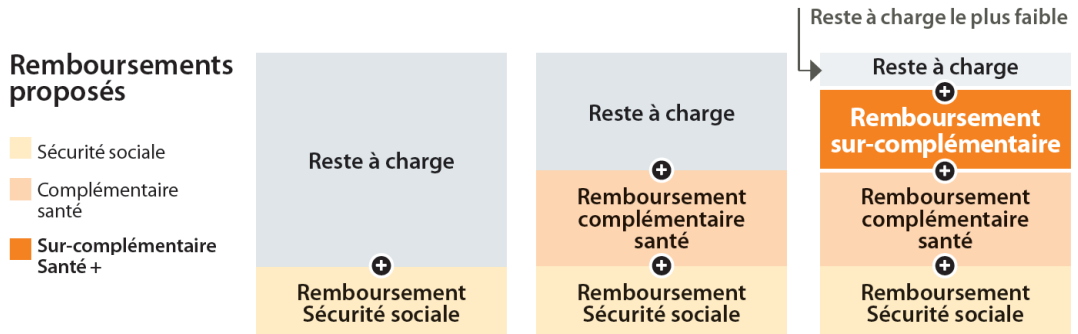 Remboursements
proposés
Sécurité sociale
Complémentaire
santé
Sur-complémentaire
Santé +
Reste à charge
Remboursement
Sécurité sociale
Reste à charge
Remboursement
complémentaire
santé
Remboursement
Sécurité sociale
Reste à charge le plus faible
Reste à charge
Remboursement
sur-complémentaire
Remboursement
complémentaire
santé
Remboursement
Sécurité sociale